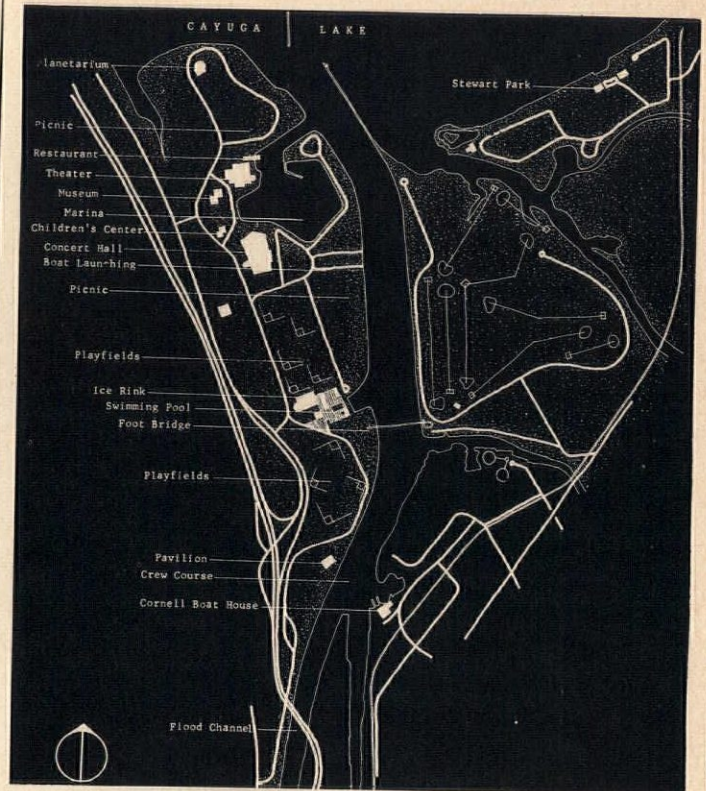 CAYUGA LAKE
Planetarium
Stewart Park
Picnic
Restaurant
Theater
Museum
Marina
Children's Center
Concert Hall
Boat Launching
Picnic
Playfields
Ice Rink
Swimming Pool
Foot Bridge
Playfields
Pavilion
Crew Course
Cornell Boat House
Flood Channel